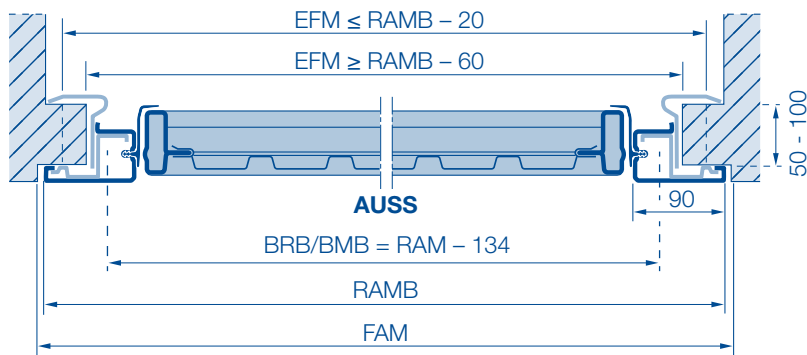 EFM ≤ RAMB – 20
EFM ≥ RAMB – 60
50 - 100
AUSS
90
BRB/BMB = RAM – 134
RAMB
FAM